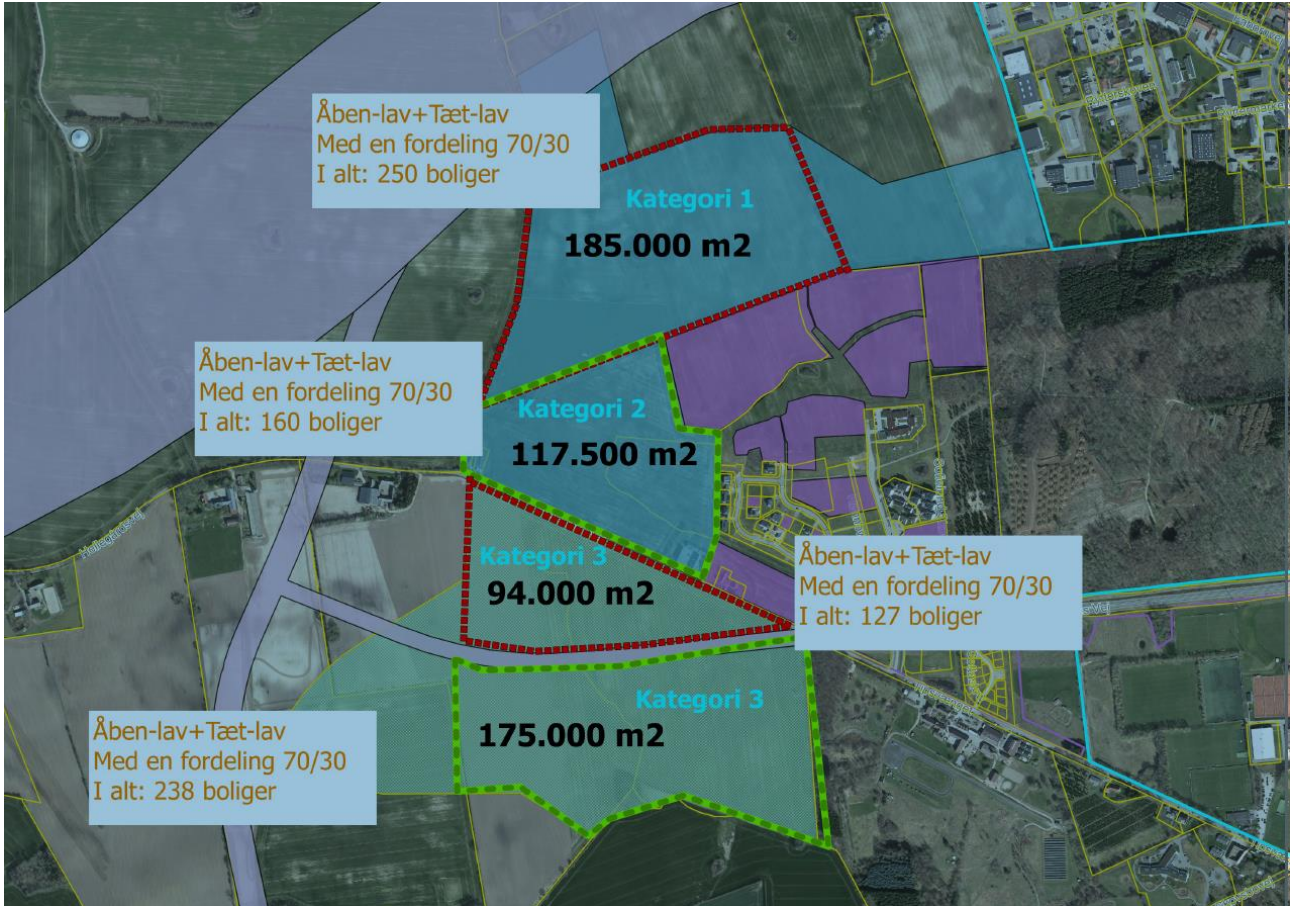 Åben-lav+Tæt-lav
Med en fordeling 70/30
I alt: 250 boliger
Kategori 1
185.000 m2
Åben-lav+Tæt-lav
Med en fordeling 70/30
I alt: 160 boliger
Kategori 2
117.500 m2
Kategori 3
94.000 m2
Åben-lav+Tæt-lav
Med en fordeling 70/30
I alt: 127 boliger
Kategori 3
175.000 m2
Åben-lav+Tæt-lav
Med en fordeling 70/30
I alt: 238 boliger